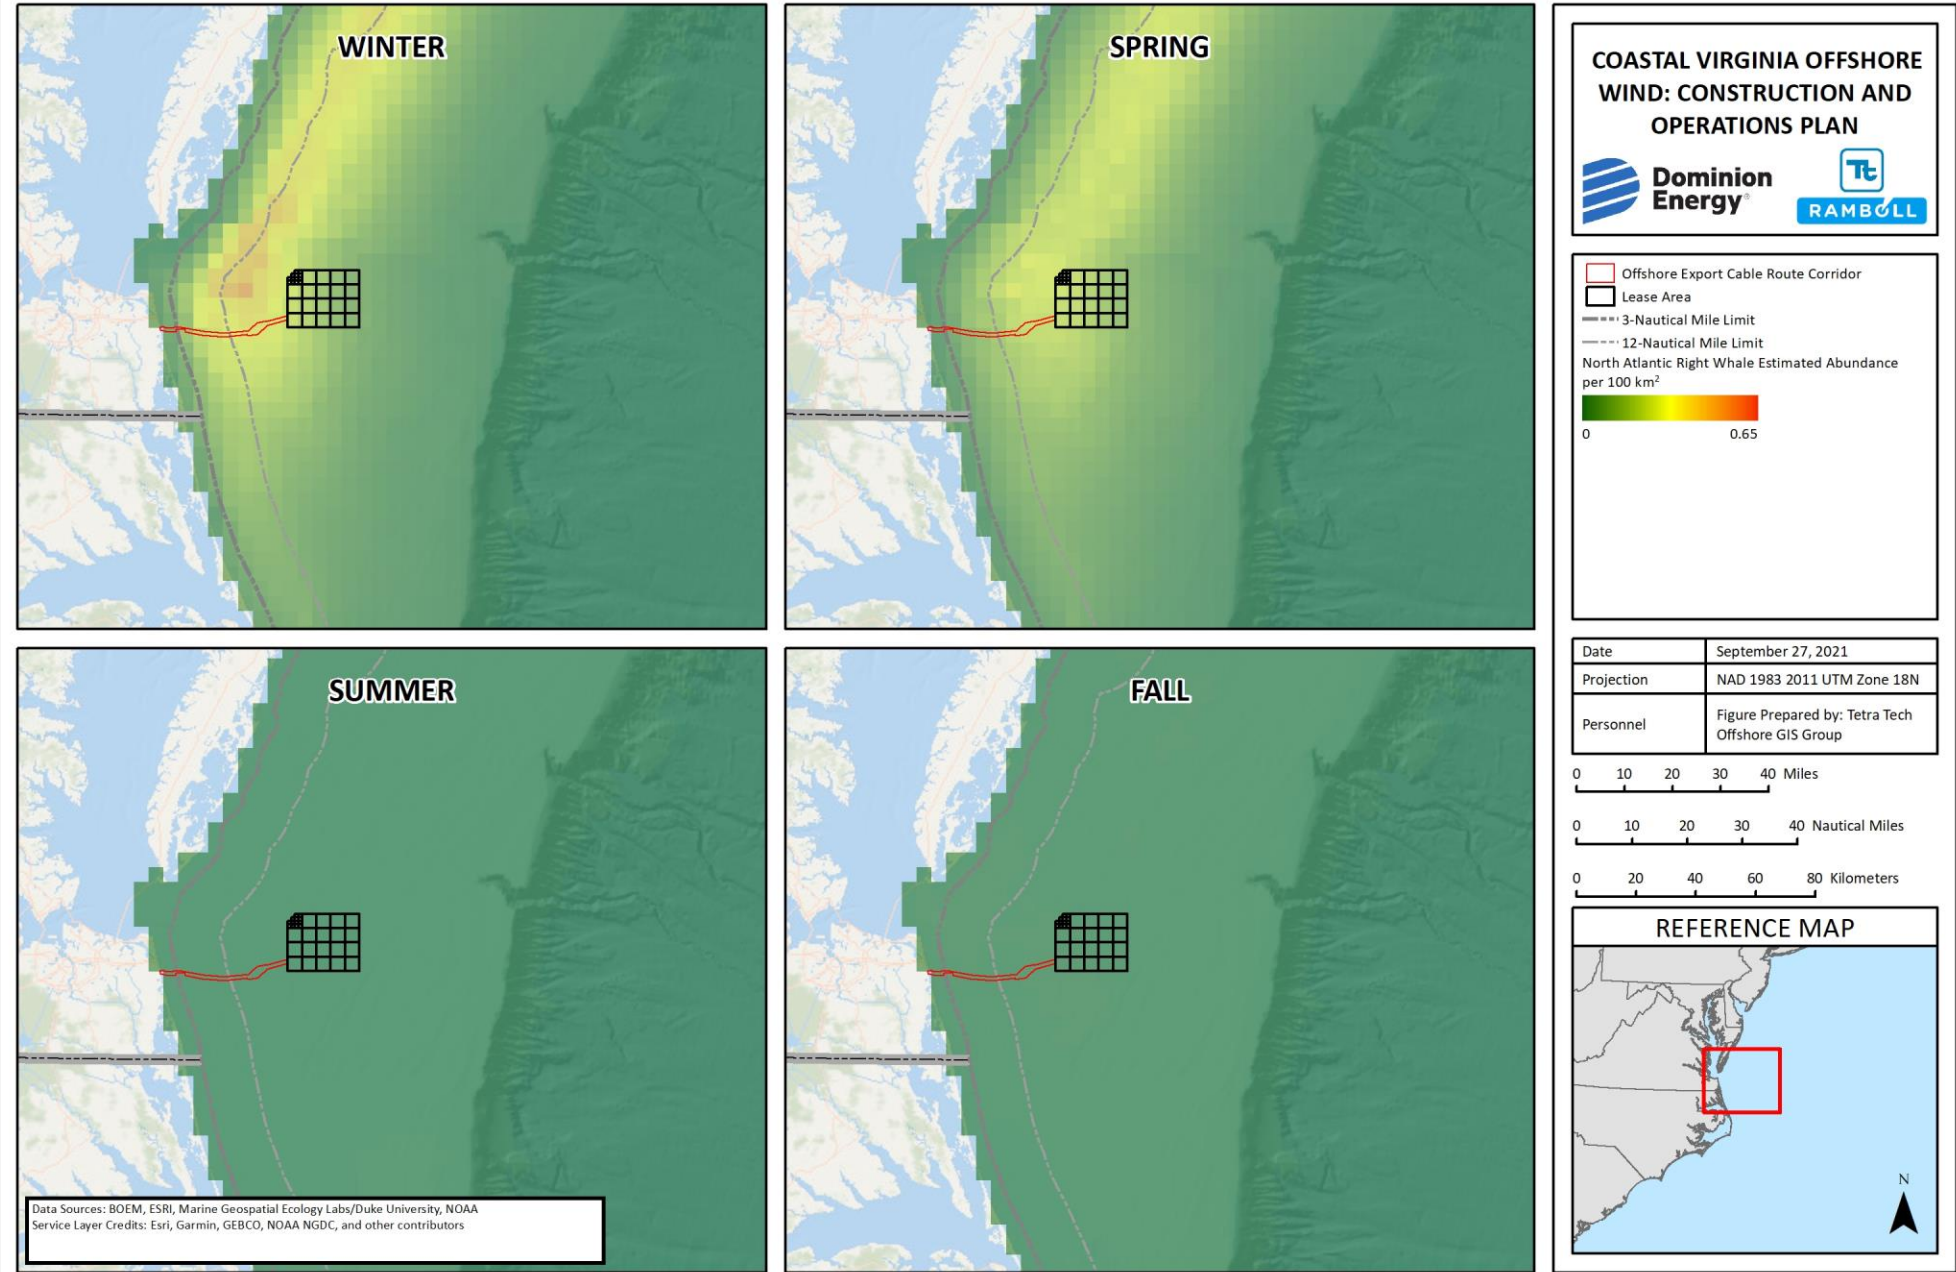 WINTER
SPRING
SUMMER
FALL
Data Sources: BOEM, ESRI, Marine Geospatial Ecology Labs/Duke University, NOAA
Service Layer Credits: Esri, Garmin, GEBCO, NOAA NGDC, and other contributors
COASTAL VIRGINIA OFFSHORE
WIND: CONSTRUCTION AND
OPERATIONS PLAN
Dominion
Energy®
Tt
RAMBOLL
Offshore Export Cable Route Corridor
Lease Area
3-Nautical Mile Limit
12-Nautical Mile Limit
North Atlantic Right Whale Estimated Abundance
per 100 km²
0 0.65
Date September 27, 2021
Projection NAD 1983 2011 UTM Zone 18N
Personnel Figure Prepared by: Tetra Tech
Offshore GIS Group
0 10 20 30 40 Miles
0 10 20 30 40 Nautical Miles
0 20 40 60 80 Kilometers
REFERENCE MAP
N